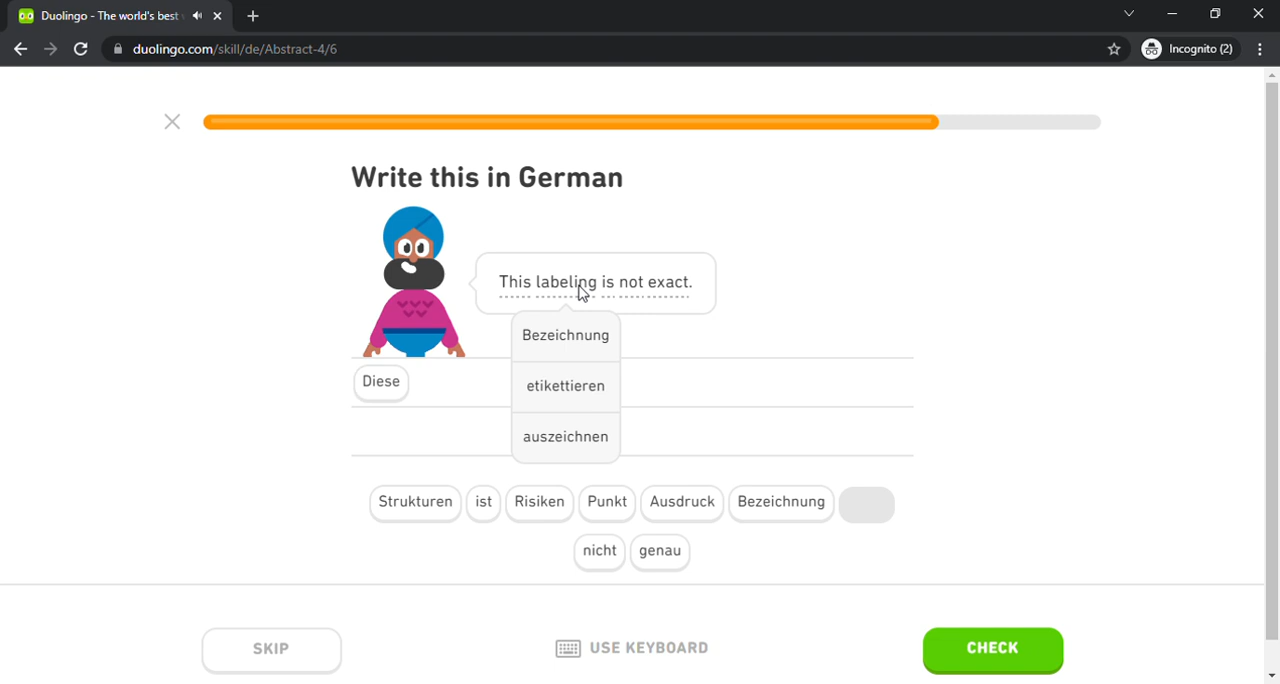 Duolingo - The world's best
duolingo.com/skill/de/Abstract-4/6
Incognito (2)
Write this in German
This labeling is not exact.
Bezeichnung
Diese
etikettieren
auszeichnen
Strukturen ist Risiken Punkt Ausdruck Bezeichnung
nicht genau
SKIP USE KEYBOARD CHECK